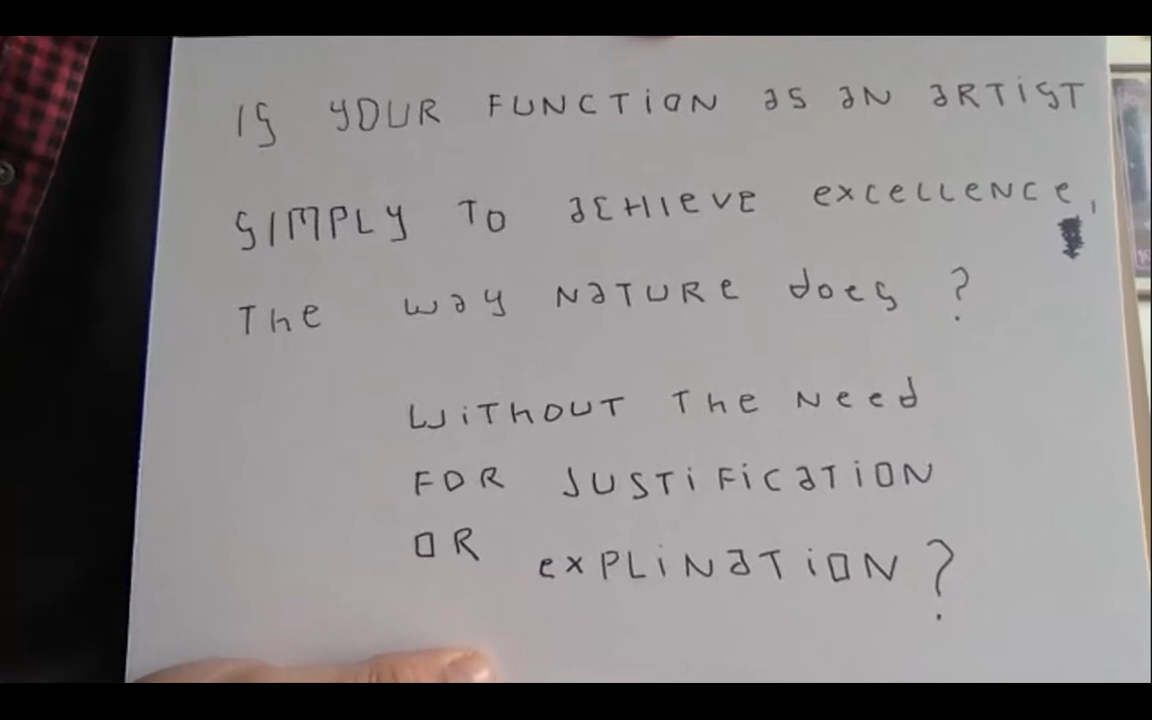 IS YOUR FUNCTION AS AN ARTIST
SIMPLY TO ACHIEVE EXCELLENCE,
THE WAY NATURE DOES ?
WITHOUT THE NEED
FOR JUSTIFICATION
OR EXPLINATION ?